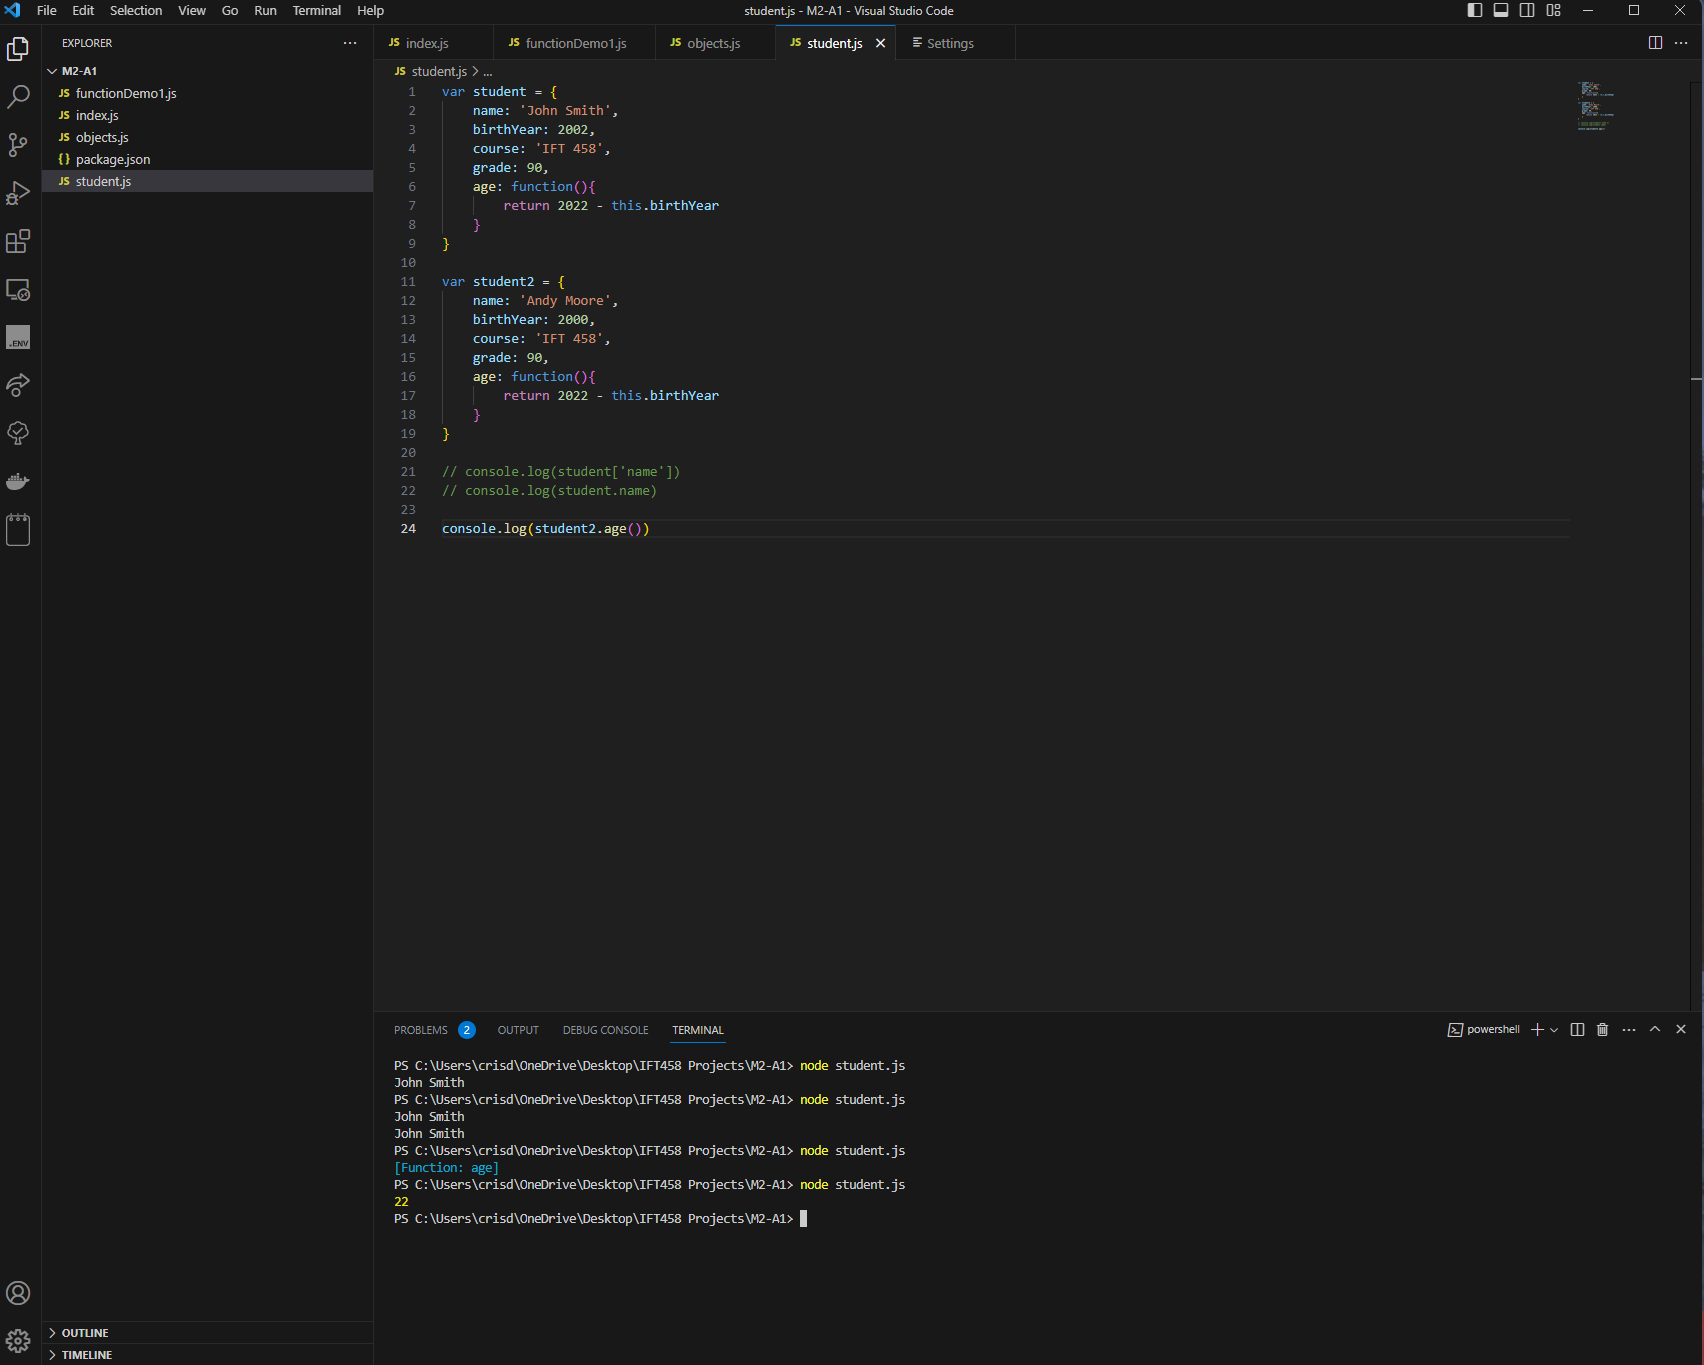 File Edit Selection View Go Run Terminal Help
student.js - M2-A1 - Visual Studio Code
EXPLORER
M2-A1
JS functionDemo1.js
JS index.js
JS objects.js
{} package.json
JS student.js
.ENV
OUTLINE
TIMELINE
JS index.js JS functionDemo1.js JS objects.js JS student.js Settings
JS student.js > ...
1 var student = {
2 name: 'John Smith',
3 birthYear: 2002,
4 course: 'IFT 458',
5 grade: 90,
6 age: function(){
7 return 2022 - this.birthYear
8 }
9 }
10
11 var student2 = {
12 name: 'Andy Moore',
13 birthYear: 2000,
14 course: 'IFT 458',
15 grade: 90,
16 age: function(){
17 return 2022 - this.birthYear
18 }
19 }
20
21 // console.log(student['name'])
22 // console.log(student.name)
23
24 console.log(student2.age())
PROBLEMS 2 OUTPUT DEBUG CONSOLE TERMINAL
powershell
PS C:\Users\crisd\OneDrive\Desktop\IFT458 Projects\M2-A1> node student.js
John Smith
PS C:\Users\crisd\OneDrive\Desktop\IFT458 Projects\M2-A1> node student.js
John Smith
John Smith
PS C:\Users\crisd\OneDrive\Desktop\IFT458 Projects\M2-A1> node student.js
[Function: age]
PS C:\Users\crisd\OneDrive\Desktop\IFT458 Projects\M2-A1> node student.js
22
PS C:\Users\crisd\OneDrive\Desktop\IFT458 Projects\M2-A1>